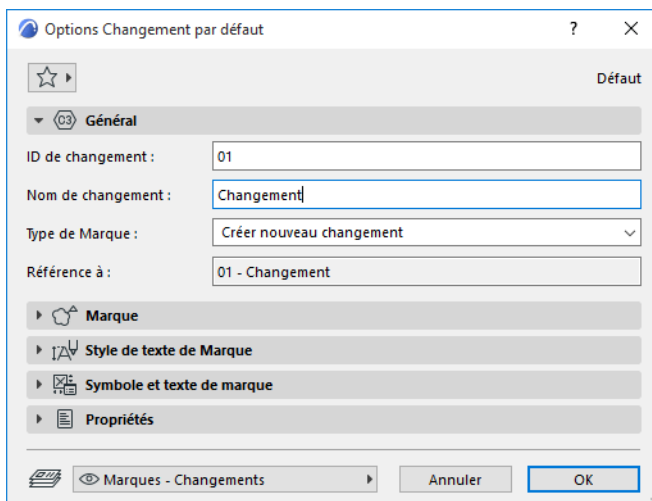 Options Changement par défaut ?
Défaut
C3 Général
ID de changement : 01
Nom de changement : Changement
Type de Marque : Créer nouveau changement
Référence à : 01 - Changement
Marque
Style de texte de Marque
Symbole et texte de marque
Propriétés
Marques - Changements Annuler OK